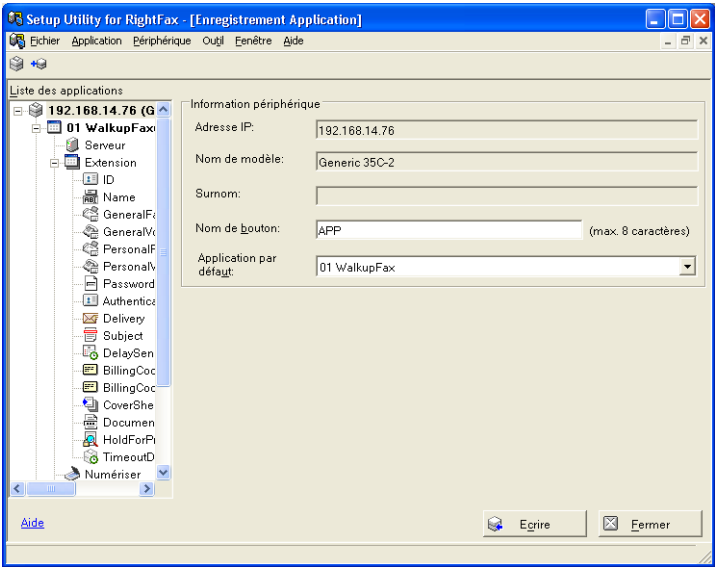 Setup Utility for RightFax - [Enregistrement Application]
Fichier Application Périphérique Outil Fenêtre Aide
Liste des applications
192.168.14.76 (G
01 WalkupFax
Serveur
Extension
ID
Name
GeneralFa
GeneralVo
PersonalF
PersonalV
Password
Authentica
Delivery
Subject
DelaySen
BillingCod
BillingCod
CoverShe
Documen
HoldForPr
TimeoutD
Numériser
Information périphérique
Adresse IP: 192.168.14.76
Nom de modèle: Generic 35C-2
Surnom:
Nom de bouton: APP (max. 8 caractères)
Application par
défaut: 01 WalkupFax
Aide
Ecrire Fermer